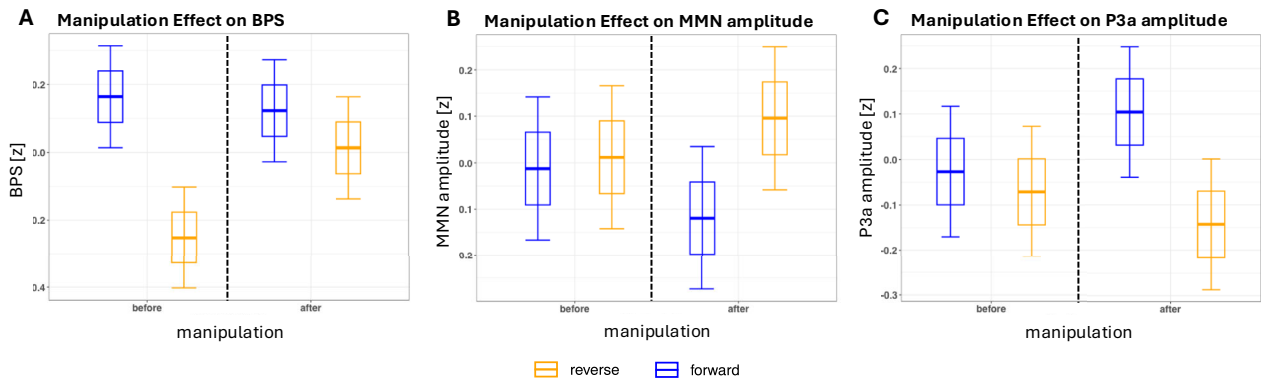 A Manipulation Effect on BPS
BPS [z]
0.2
0.0
0.2
0.4
before
after
manipulation
B Manipulation Effect on MMN amplitude
MMN amplitude [z]
0.2
0.1
0.0
0.1
0.2
before
after
manipulation
C Manipulation Effect on P3a amplitude
P3a amplitude [z]
0.2
0.1
0.0
-0.1
-0.2
-0.3
before
after
manipulation
reverse forward